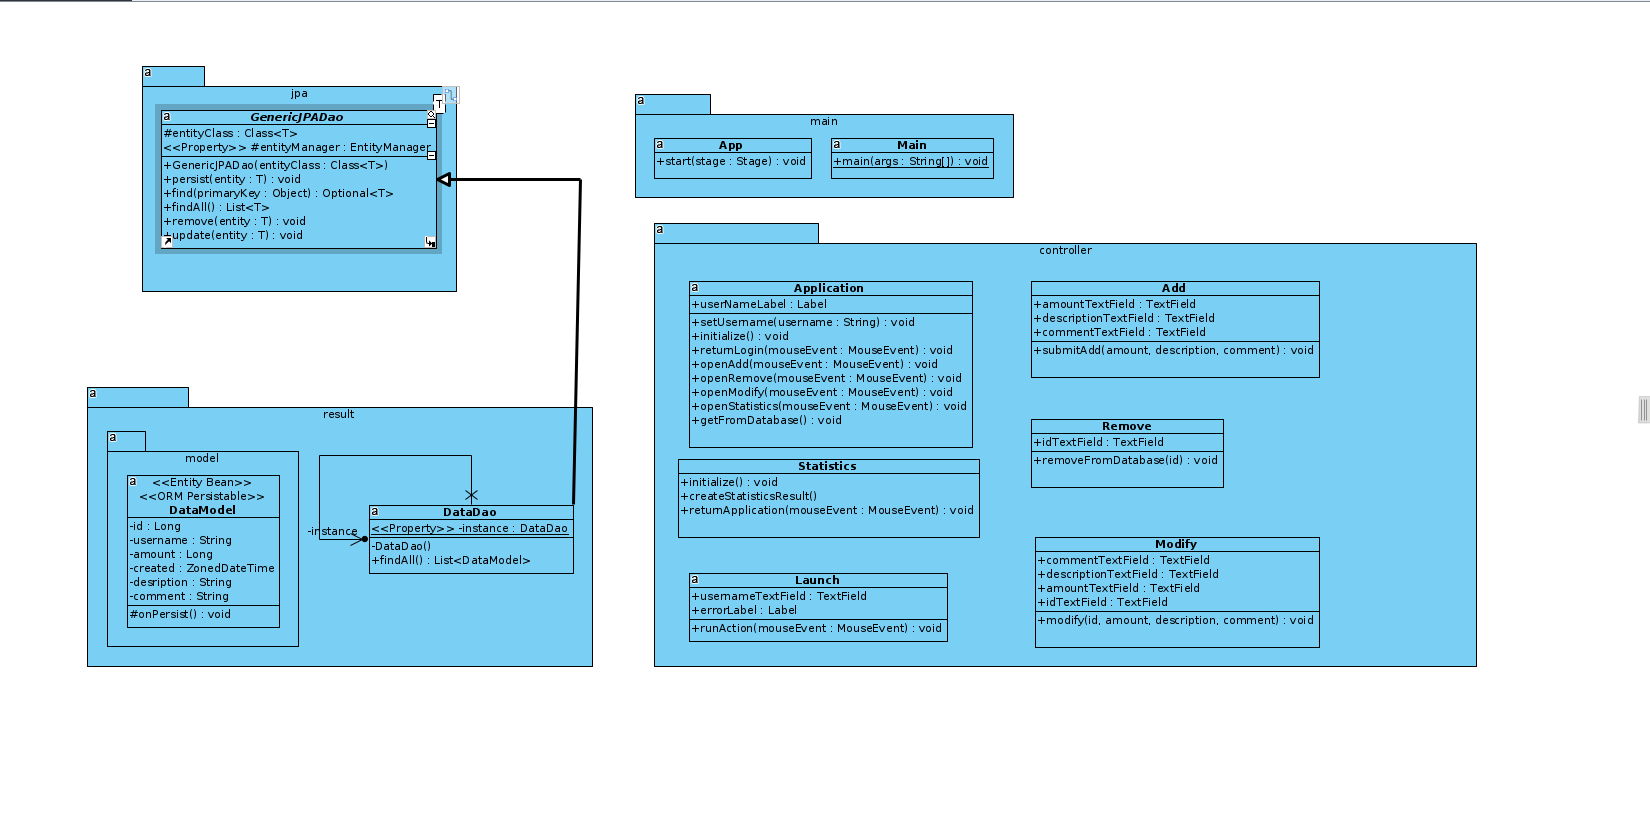 a
jpa
T
a
GenericJPADao
#entityClass : Class<T>
<<Property>> #entityManager : EntityManager
+GenericJPADao(entityClass : Class<T>)
+persist(entity : T) : void
+find(primaryKey : Object) : Optional<T>
+findAll() : List<T>
+remove(entity : T) : void
+update(entity : T) : void
a
main
a
App
+start(stage : Stage) : void
a
Main
+main(args : String[]) : void
a
result
a
model
a
<<Entity Bean>>
<<ORM Persistable>>
DataModel
-id : Long
-username : String
-amount : Long
-created : ZonedDateTime
-desription : String
-comment : String
#onPersist() : void
-instance
a
DataDao
<<Property>> -instance : DataDao
-DataDao()
+findAll() : List<DataModel>
a
controller
a
Application
+userNameLabel : Label
+setUsername(username : String) : void
+initialize() : void
+returnLogin(mouseEvent : MouseEvent) : void
+openAdd(mouseEvent : MouseEvent) : void
+openRemove(mouseEvent : MouseEvent) : void
+openModify(mouseEvent : MouseEvent) : void
+openStatistics(mouseEvent : MouseEvent) : void
+getFromDatabase() : void
Statistics
+initialize() : void
+createStatisticsResult()
+returnApplication(mouseEvent : MouseEvent) : void
a
Launch
+usernameTextField : TextField
+errorLabel : Label
+runAction(mouseEvent : MouseEvent) : void
Add
+amountTextField : TextField
+descriptionTextField : TextField
+commentTextField : TextField
+submitAdd(amount, description, comment) : void
Remove
+idTextField : TextField
+removeFromDatabase(id) : void
Modify
+commentTextField : TextField
+descriptionTextField : TextField
+amountTextField : TextField
+idTextField : TextField
+modify(id, amount, description, comment) : void